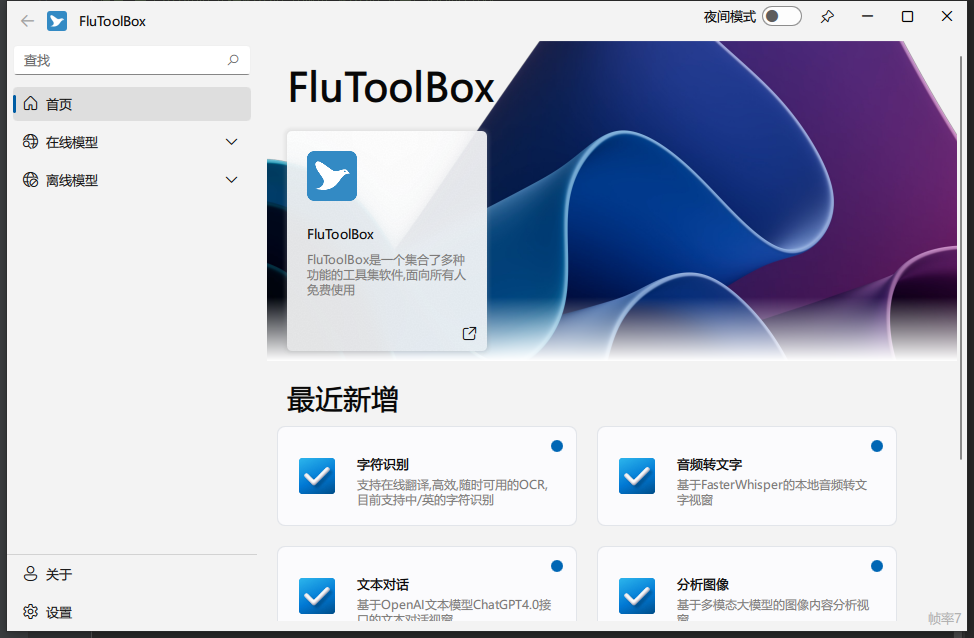 FluToolBox
夜间模式
查找
首页
在线模型
离线模型
关于
设置
FluToolBox
FluToolBox
FluToolBox是一个集合了多种
功能的工具集软件,面向所有人
免费使用
最近新增
字符识别
支持在线翻译,高效,随时可用的OCR,
目前支持中/英的字符识别
音频转文字
基于FasterWhisper的本地音频转文
字视窗
文本对话
基于OpenAI文本模型ChatGPT4.0接
口的文本对话视窗
分析图像
基于多模态大模型的图像内容分析视
窗
帧率7